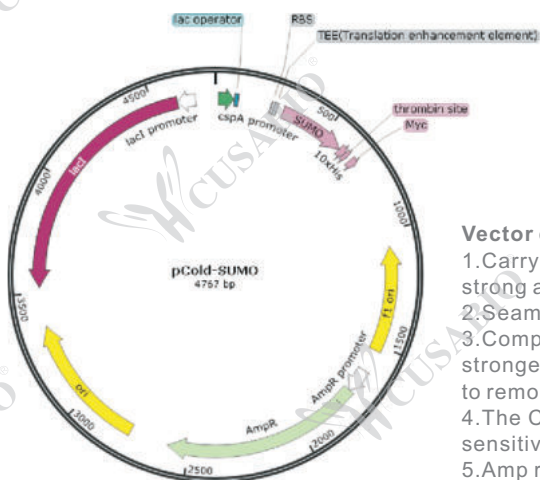 lac operator
RBS
TEE(Translation enhancement element)
cspA promoter
SUMO
10xHis
thrombin site
Myc
500
1000
f1 ori
1500
AmpR promoter
AmpR
2000
2500
ori
3000
3500
lacI
4000
4500
lacI promoter
pCold-SUMO
4767 bp
Vector
1.Carry
strong a
2.Seam
3.Comp
stronge
to remo
4.The C
sensitiv
5.Amp r
CUSABIO
CUSABIO